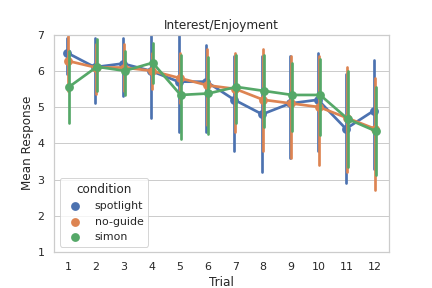 Interest/Enjoyment
Mean Response
7
6
5
4
3
2
1
condition
spotlight
no-guide
simon
1 2 3 4 5 6 7 8 9 10 11 12
Trial